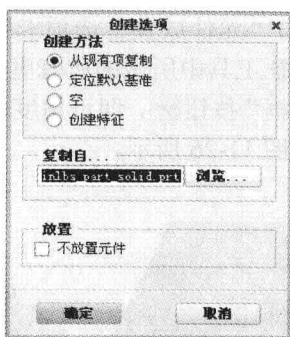 创建选项
创建方法
从现有项复制
定位默认基准
空
创建特征
复制自...
inlbs_part_solid.prt 浏览...
放置
不放置元件
确定 取消